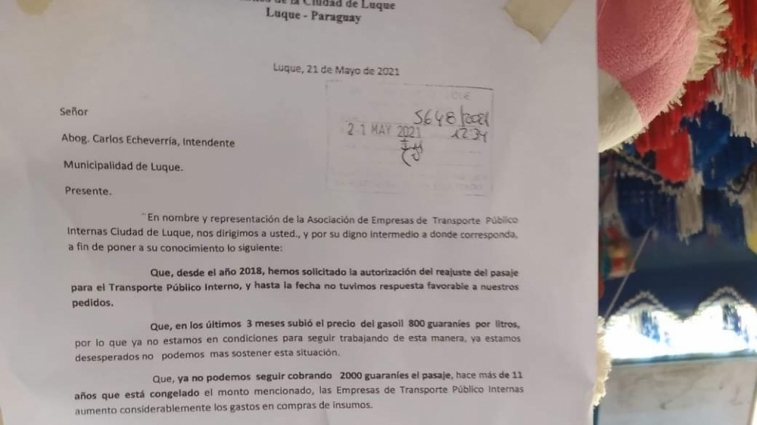 de la Ciudad de Luque
Luque - Paraguay
Luque, 21 de Mayo de 2021
5648/2021
21 MAY 2021 12:34
Señor
Abog. Carlos Echeverría, Intendente
Municipalidad de Luque.
Presente.
En nombre y representación de la Asociación de Empresas de Transporte Público
Internas Ciudad de Luque, nos dirigimos a usted., y por su digno intermedio a donde corresponda,
a fin de poner a su conocimiento lo siguiente:
Que, desde el año 2018, hemos solicitado la autorización del reajuste del pasaje
para el Transporte Público Interno, y hasta la fecha no tuvimos respuesta favorable a nuestros
pedidos.
Que, en los últimos 3 meses subió el precio del gasoil 800 guaraníes por litros,
por lo que ya no estamos en condiciones para seguir trabajando de esta manera, ya estamos
desesperados no podemos mas sostener esta situación.
Que, ya no podemos seguir cobrando 2000 guaraníes el pasaje, hace más de 11
años que está congelado el monto mencionado, las Empresas de Transporte Público Internas
aumento considerablemente los gastos en compras de insumos.